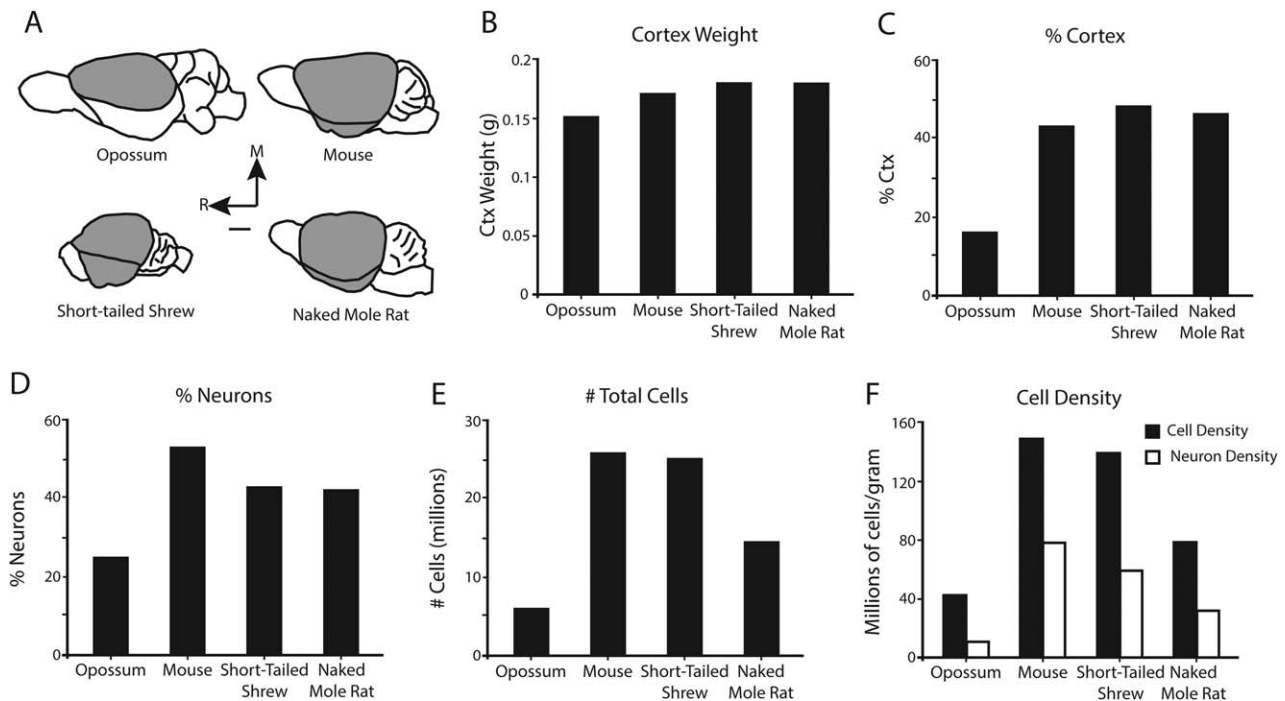 A
Opossum
Mouse
M
R
Short-tailed Shrew
Naked Mole Rat
B
Cortex Weight
Ctx Weight (g)
0.2
0.15
0.1
0.05
0
Opossum
Mouse
Short-Tailed
Shrew
Naked
Mole Rat
C
% Cortex
% Ctx
60
40
20
0
Opossum
Mouse
Short-Tailed
Shrew
Naked
Mole Rat
D
% Neurons
% Neurons
60
40
20
0
Opossum
Mouse
Short-Tailed
Shrew
Naked
Mole Rat
E
# Total Cells
# Cells (millions)
30
20
10
0
Opossum
Mouse
Short-Tailed
Shrew
Naked
Mole Rat
F
Cell Density
Millions of cells/gram
160
120
80
40
0
Cell Density
Neuron Density
Opossum
Mouse
Short-Tailed
Shrew
Naked
Mole Rat